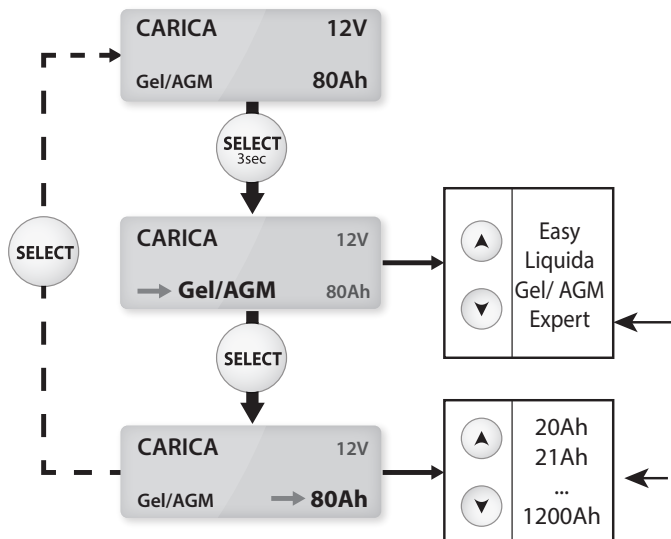 CARICA 12V
Gel/AGM 80Ah
SELECT
3sec
CARICA 12V
Gel/AGM 80Ah
Easy
Liquida
Gel/ AGM
Expert
SELECT
SELECT
CARICA 12V
Gel/AGM 80Ah
20Ah
21Ah
...
1200Ah